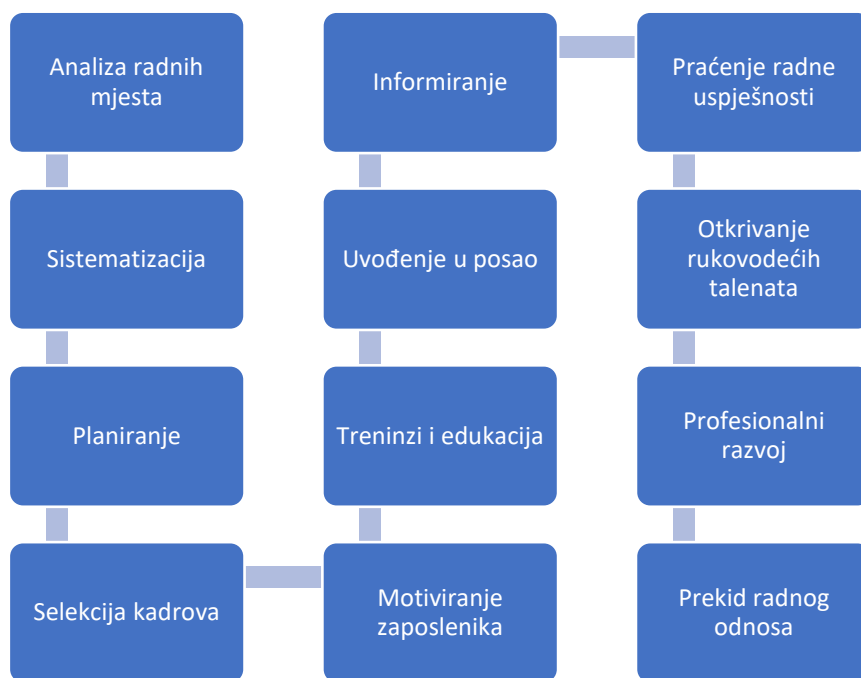 Analiza radnih
mjesta
Sistematizacija
Planiranje
Selekcija kadrova
Motiviranje
zaposlenika
Treninzi i edukacija
Uvođenje u posao
Informiranje
Praćenje radne
uspješnosti
Otkrivanje
rukovodećih
talenata
Profesionalni
razvoj
Prekid radnog
odnosa